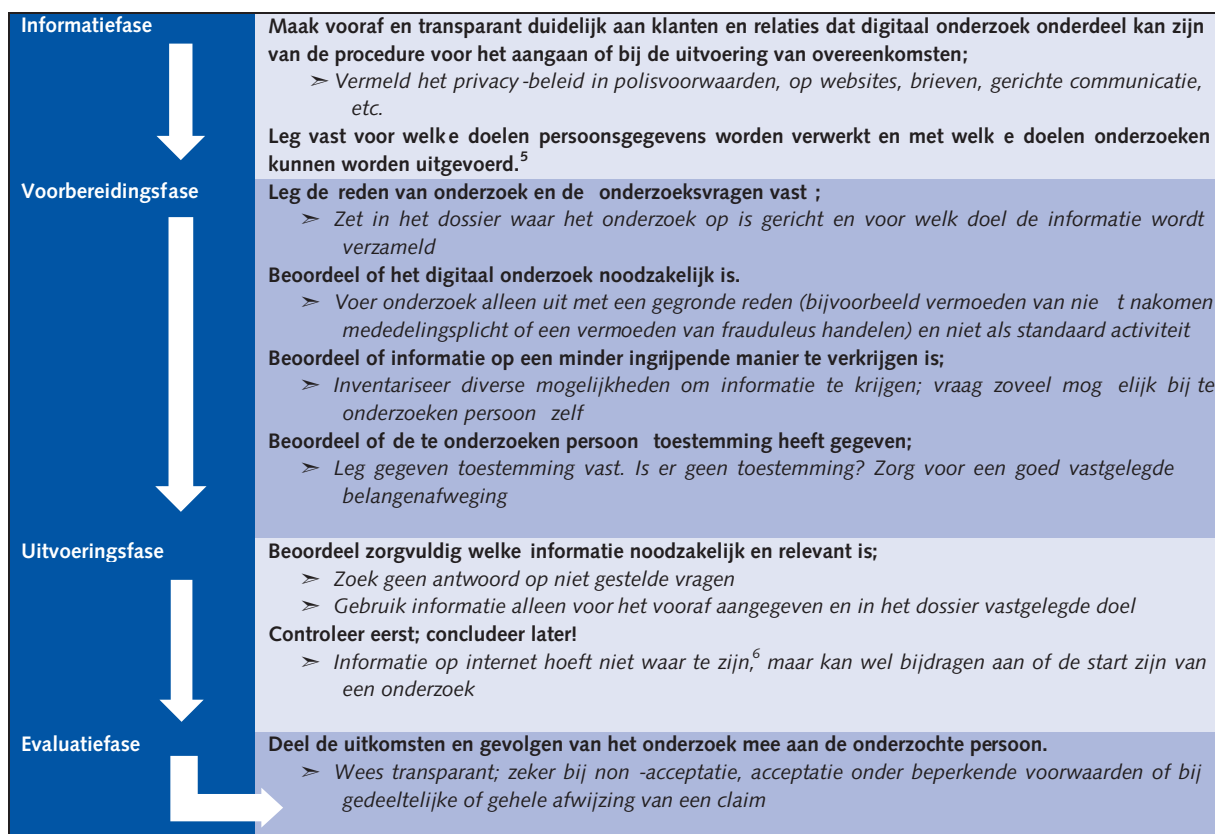 Informatiefase
Maak vooraf en transparant duidelijk aan klanten en relaties dat digitaal onderzoek onderdeel kan zijn
van de procedure voor het aangaan of bij de uitvoering van overeenkomsten;
➣ Vermeld het privacy -beleid in polisvoorwaarden, op websites, brieven, gerichte communicatie,
etc.
Leg vast voor welke doelen persoonsgegevens worden verwerkt en met welk e doelen onderzoeken
kunnen worden uitgevoerd.⁵
Voorbereidingsfase
Leg de reden van onderzoek en de onderzoeksvragen vast ;
➣ Zet in het dossier waar het onderzoek op is gericht en voor welk doel de informatie wordt
verzameld
Beoordeel of het digitaal onderzoek noodzakelijk is.
➣ Voer onderzoek alleen uit met een gegronde reden (bijvoorbeeld vermoeden van nie t nakomen
mededelingsplicht of een vermoeden van frauduleus handelen) en niet als standaard activiteit
Beoordeel of informatie op een minder ingrijpende manier te verkrijgen is;
➣ Inventariseer diverse mogelijkheden om informatie te krijgen; vraag zoveel mog elijk bij te
onderzoeken persoon zelf
Beoordeel of de te onderzoeken persoon toestemming heeft gegeven;
➣ Leg gegeven toestemming vast. Is er geen toestemming? Zorg voor een goed vastgelegde
belangenafweging
Uitvoeringsfase
Beoordeel zorgvuldig welke informatie noodzakelijk en relevant is;
➣ Zoek geen antwoord op niet gestelde vragen
➣ Gebruik informatie alleen voor het vooraf aangegeven en in het dossier vastgelegde doel
Controleer eerst; concludeer later!
➣ Informatie op internet hoeft niet waar te zijn,⁶ maar kan wel bijdragen aan of de start zijn van
een onderzoek
Evaluatiefase
Deel de uitkomsten en gevolgen van het onderzoek mee aan de onderzochte persoon.
➣ Wees transparant; zeker bij non -acceptatie, acceptatie onder beperkende voorwaarden of bij
gedeeltelijke of gehele afwijzing van een claim